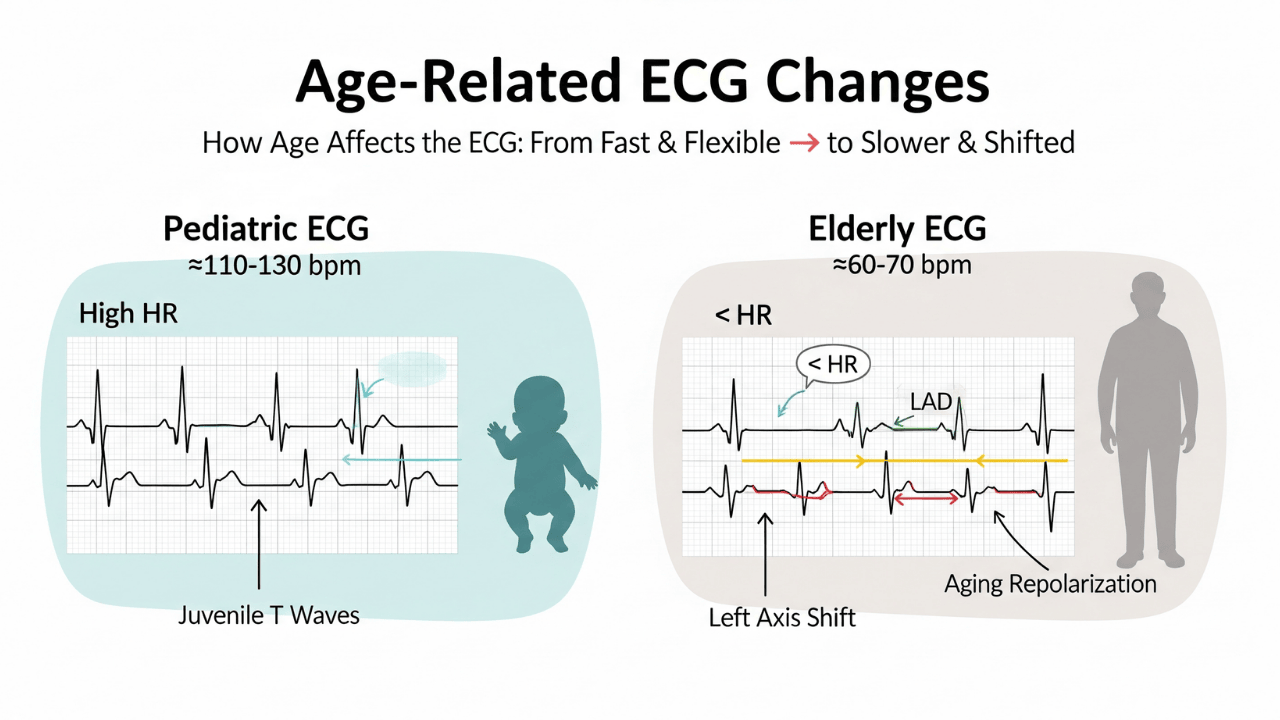 Age-Related ECG Changes
How Age Affects the ECG: From Fast & Flexible → to Slower & Shifted
Pediatric ECG
≈110-130 bpm
High HR
Juvenile T Waves
Elderly ECG
≈60-70 bpm
< HR
< HR
LAD
Aging Repolarization
Left Axis Shift